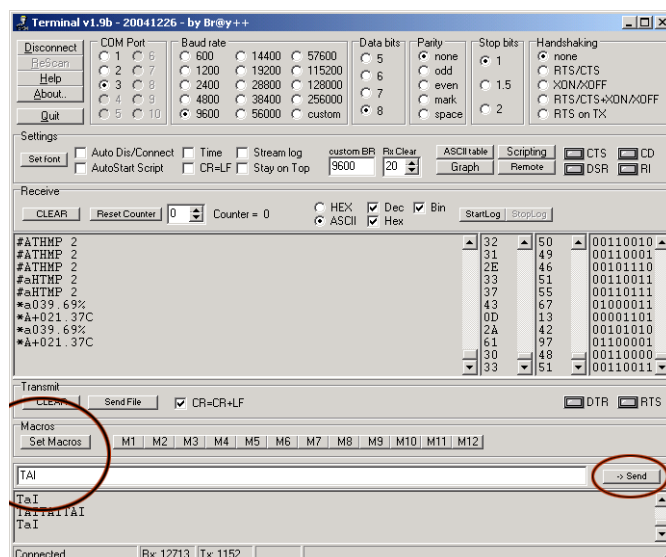 Terminal v1.9b - 20041226 - by Br@y++
Disconnect
ReScan
Help
About..
Quit
COM Port
1 6
2 7
3 8
4 9
5 10
Baud rate
600 14400 57600
1200 19200 115200
2400 28800 128000
4800 38400 256000
9600 56000 custom
Data bits
5
6
7
8
Parity
none
odd
even
mark
space
Stop bits
1
1.5
2
Handshaking
none
RTS/CTS
XON/XOFF
RTS/CTS+XON/XOFF
RTS on TX
Settings
Set font
Auto Dis/Connect Time Stream log
AutoStart Script CR=LF Stay on Top
custom BR Rx Clear
9600 20
ASCII table Scripting
Graph Remote
CTS CD
DSR RI
Receive
CLEAR Reset Counter 0 Counter = 0
HEX Dec Bin
ASCII Hex
StartLog StopLog
#ATHMP 2
#ATHMP 2
#ATHMP 2
#aHTMP 2
#aHTMP 2
*a039.69%
*A+021.37C
*a039.69%
*A+021.37C
32 50 00110010
31 49 00110001
2E 46 00101110
33 51 00110011
37 55 00110111
43 67 01000011
0D 13 00001101
2A 42 00101010
61 97 01100001
30 48 00110000
33 51 00110011
Transmit
CLEAR Send File CR=CR+LF DTR RTS
Macros
Set Macros M1 M2 M3 M4 M5 M6 M7 M8 M9 M10 M11 M12
TAI -> Send
TaI
TAITAITAI
TaI
Connected Rx: 12713 Tx: 1152